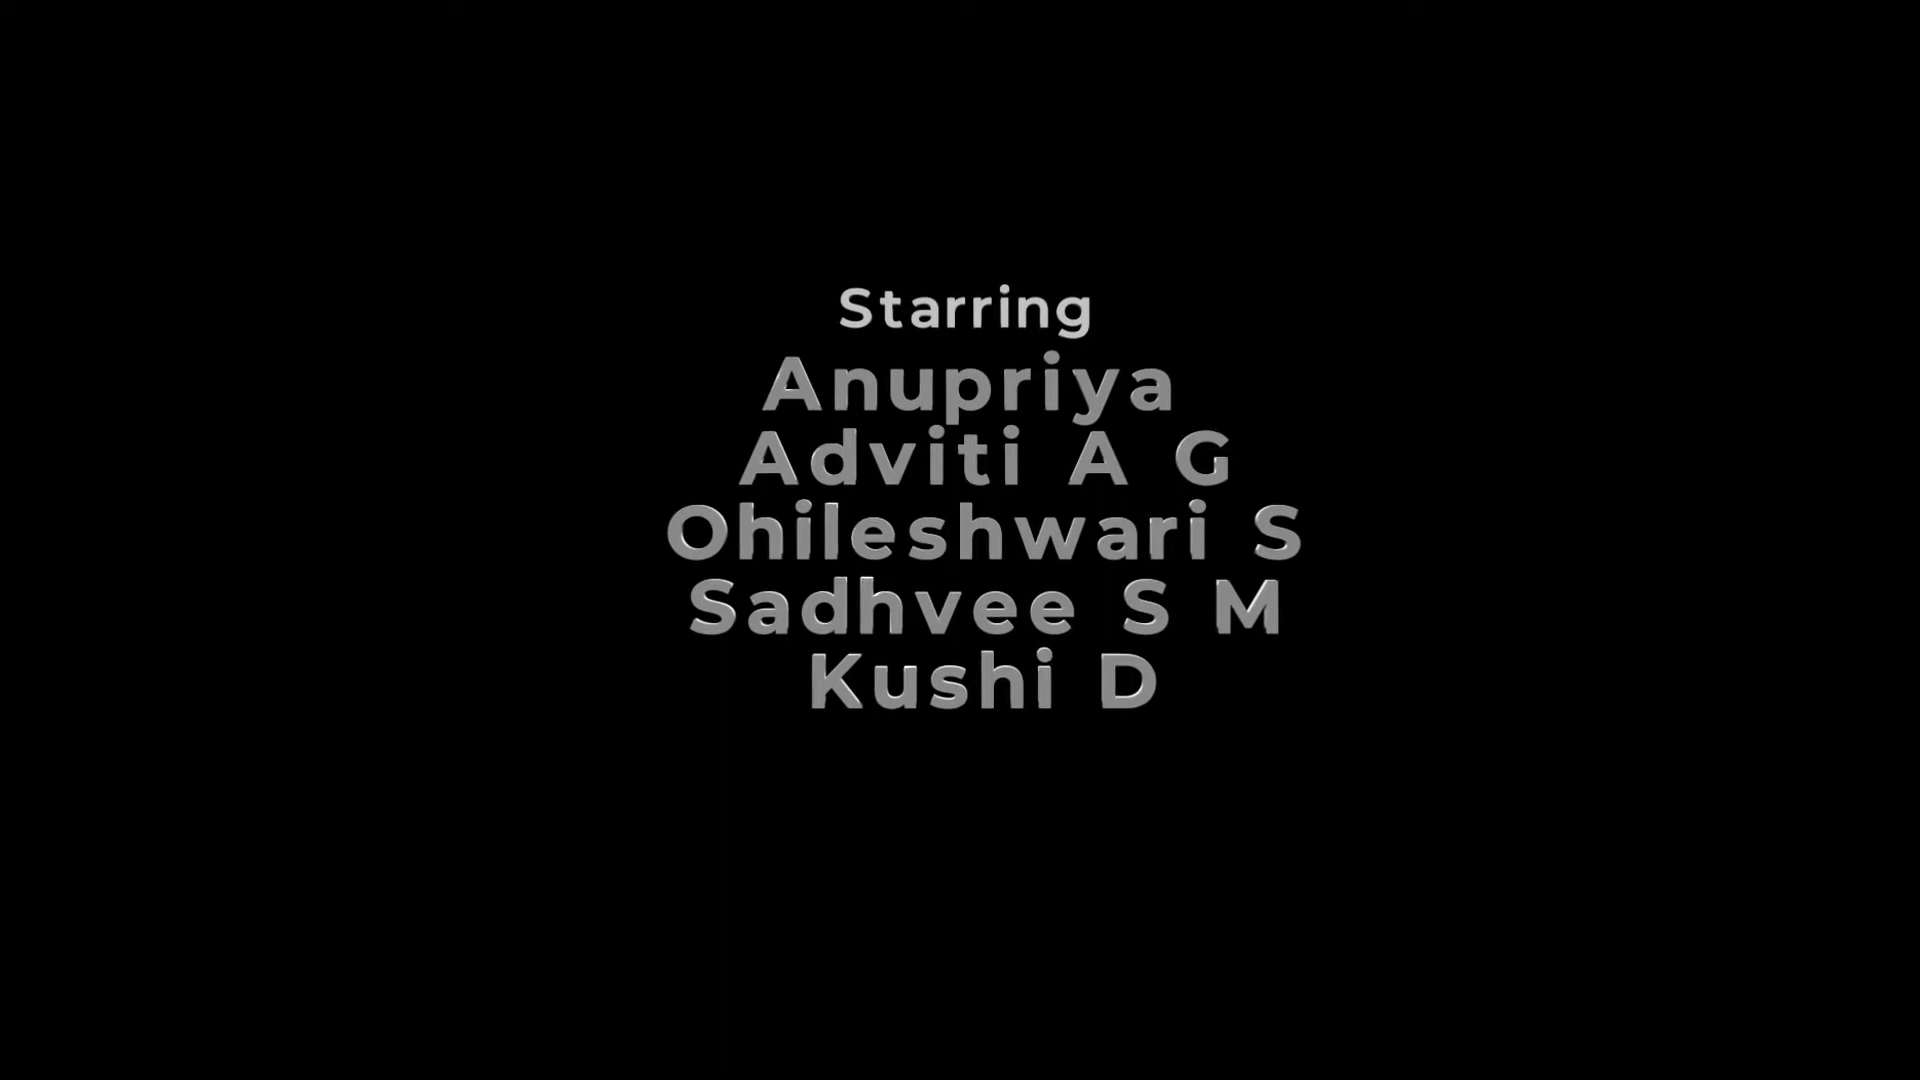 Starring
Anupriya
Adviti A G
Ohileshwari S
Sadhvee S M
Kushi D